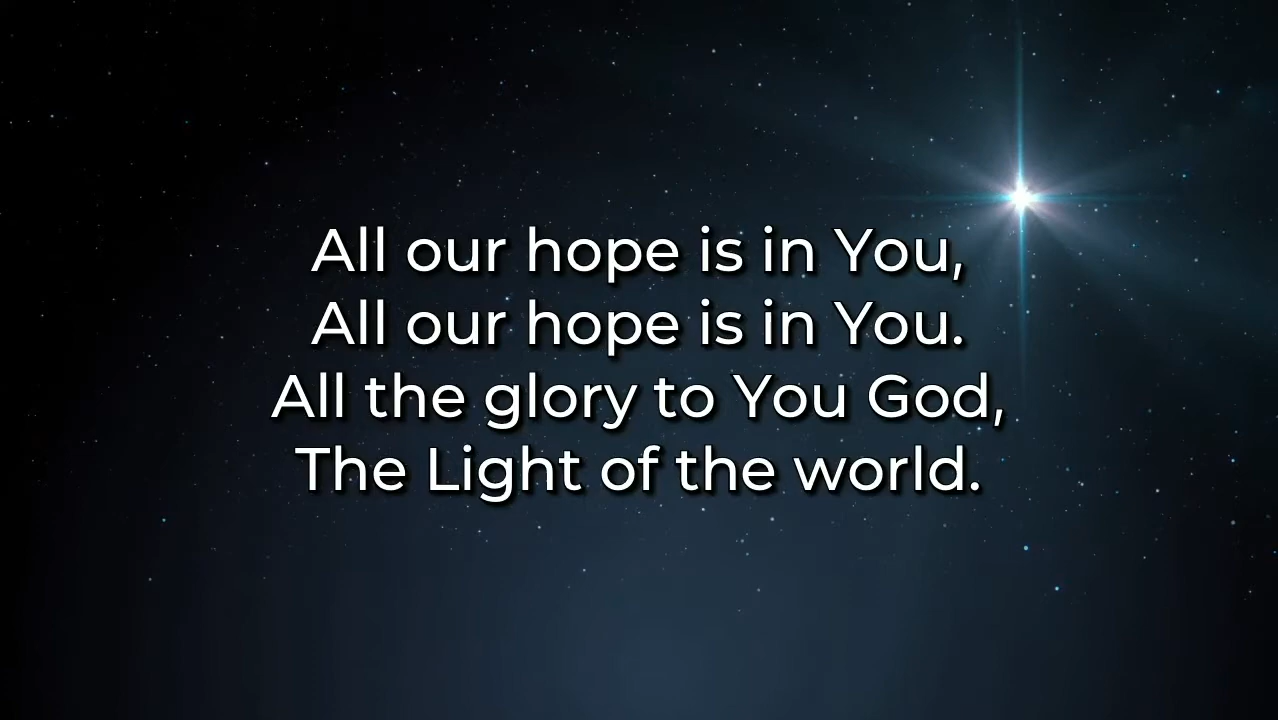 All our hope is in You,
All our hope is in You.
All the glory to You God,
The Light of the world.